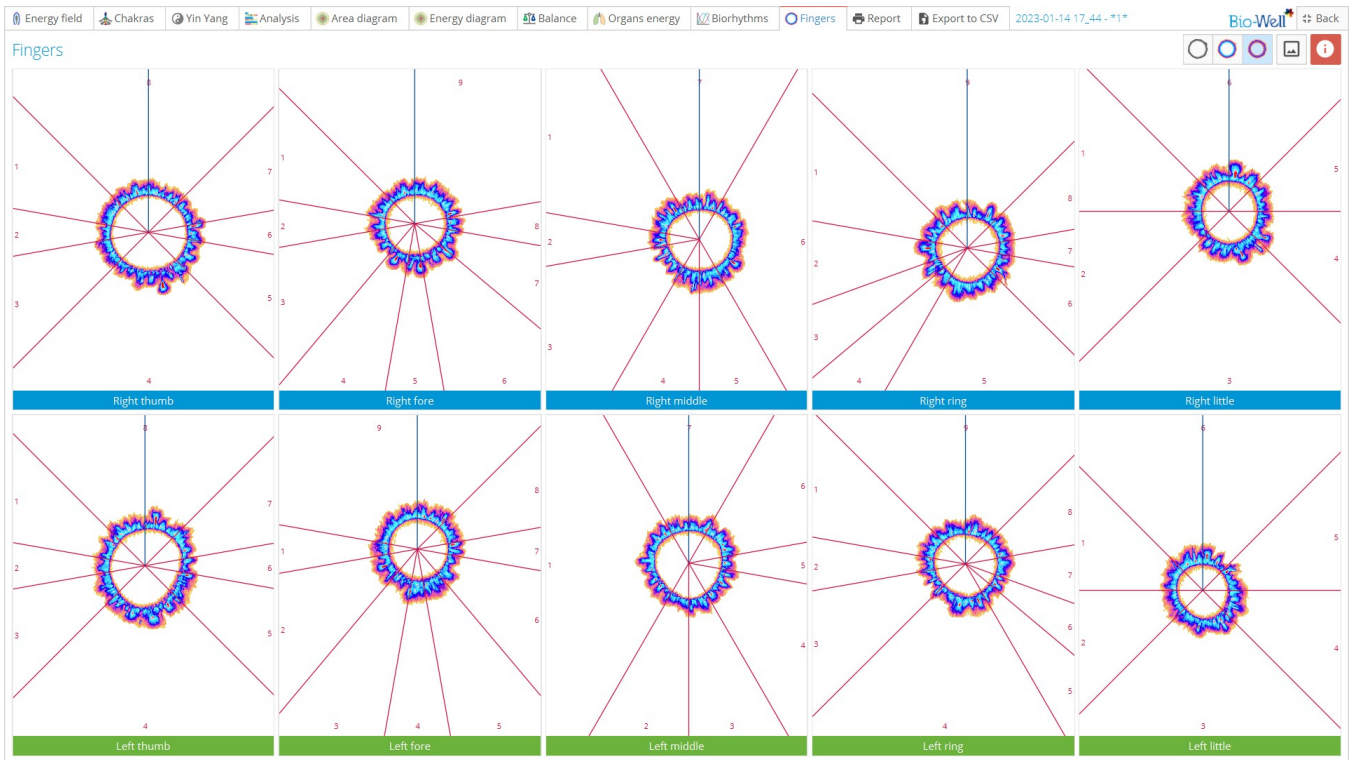 Energy field Chakras Yin Yang Analysis Area diagram Energy diagram Balance Organs energy Biorhythms Fingers Report Export to CSV 2023-01-14 17_44 - *1* Bio-Well Back
Fingers
8 9 7 9 6
1 1 1 1 1
7 5
2 6 2 8 2 6 2 7 8 4
3 5 3 7 3 3 6 2
4 4 5 6 4 5 4 5 3
Right thumb Right fore Right middle Right ring Right little
8 9 7 9 6
1 7 8 6 1 8
2 6 1 7 1 5 2 7 1 5
3 5 2 6 4 3 6 5 2 4
4 3 4 5 2 3 4 3
Left thumb Left fore Left middle Left ring Left little